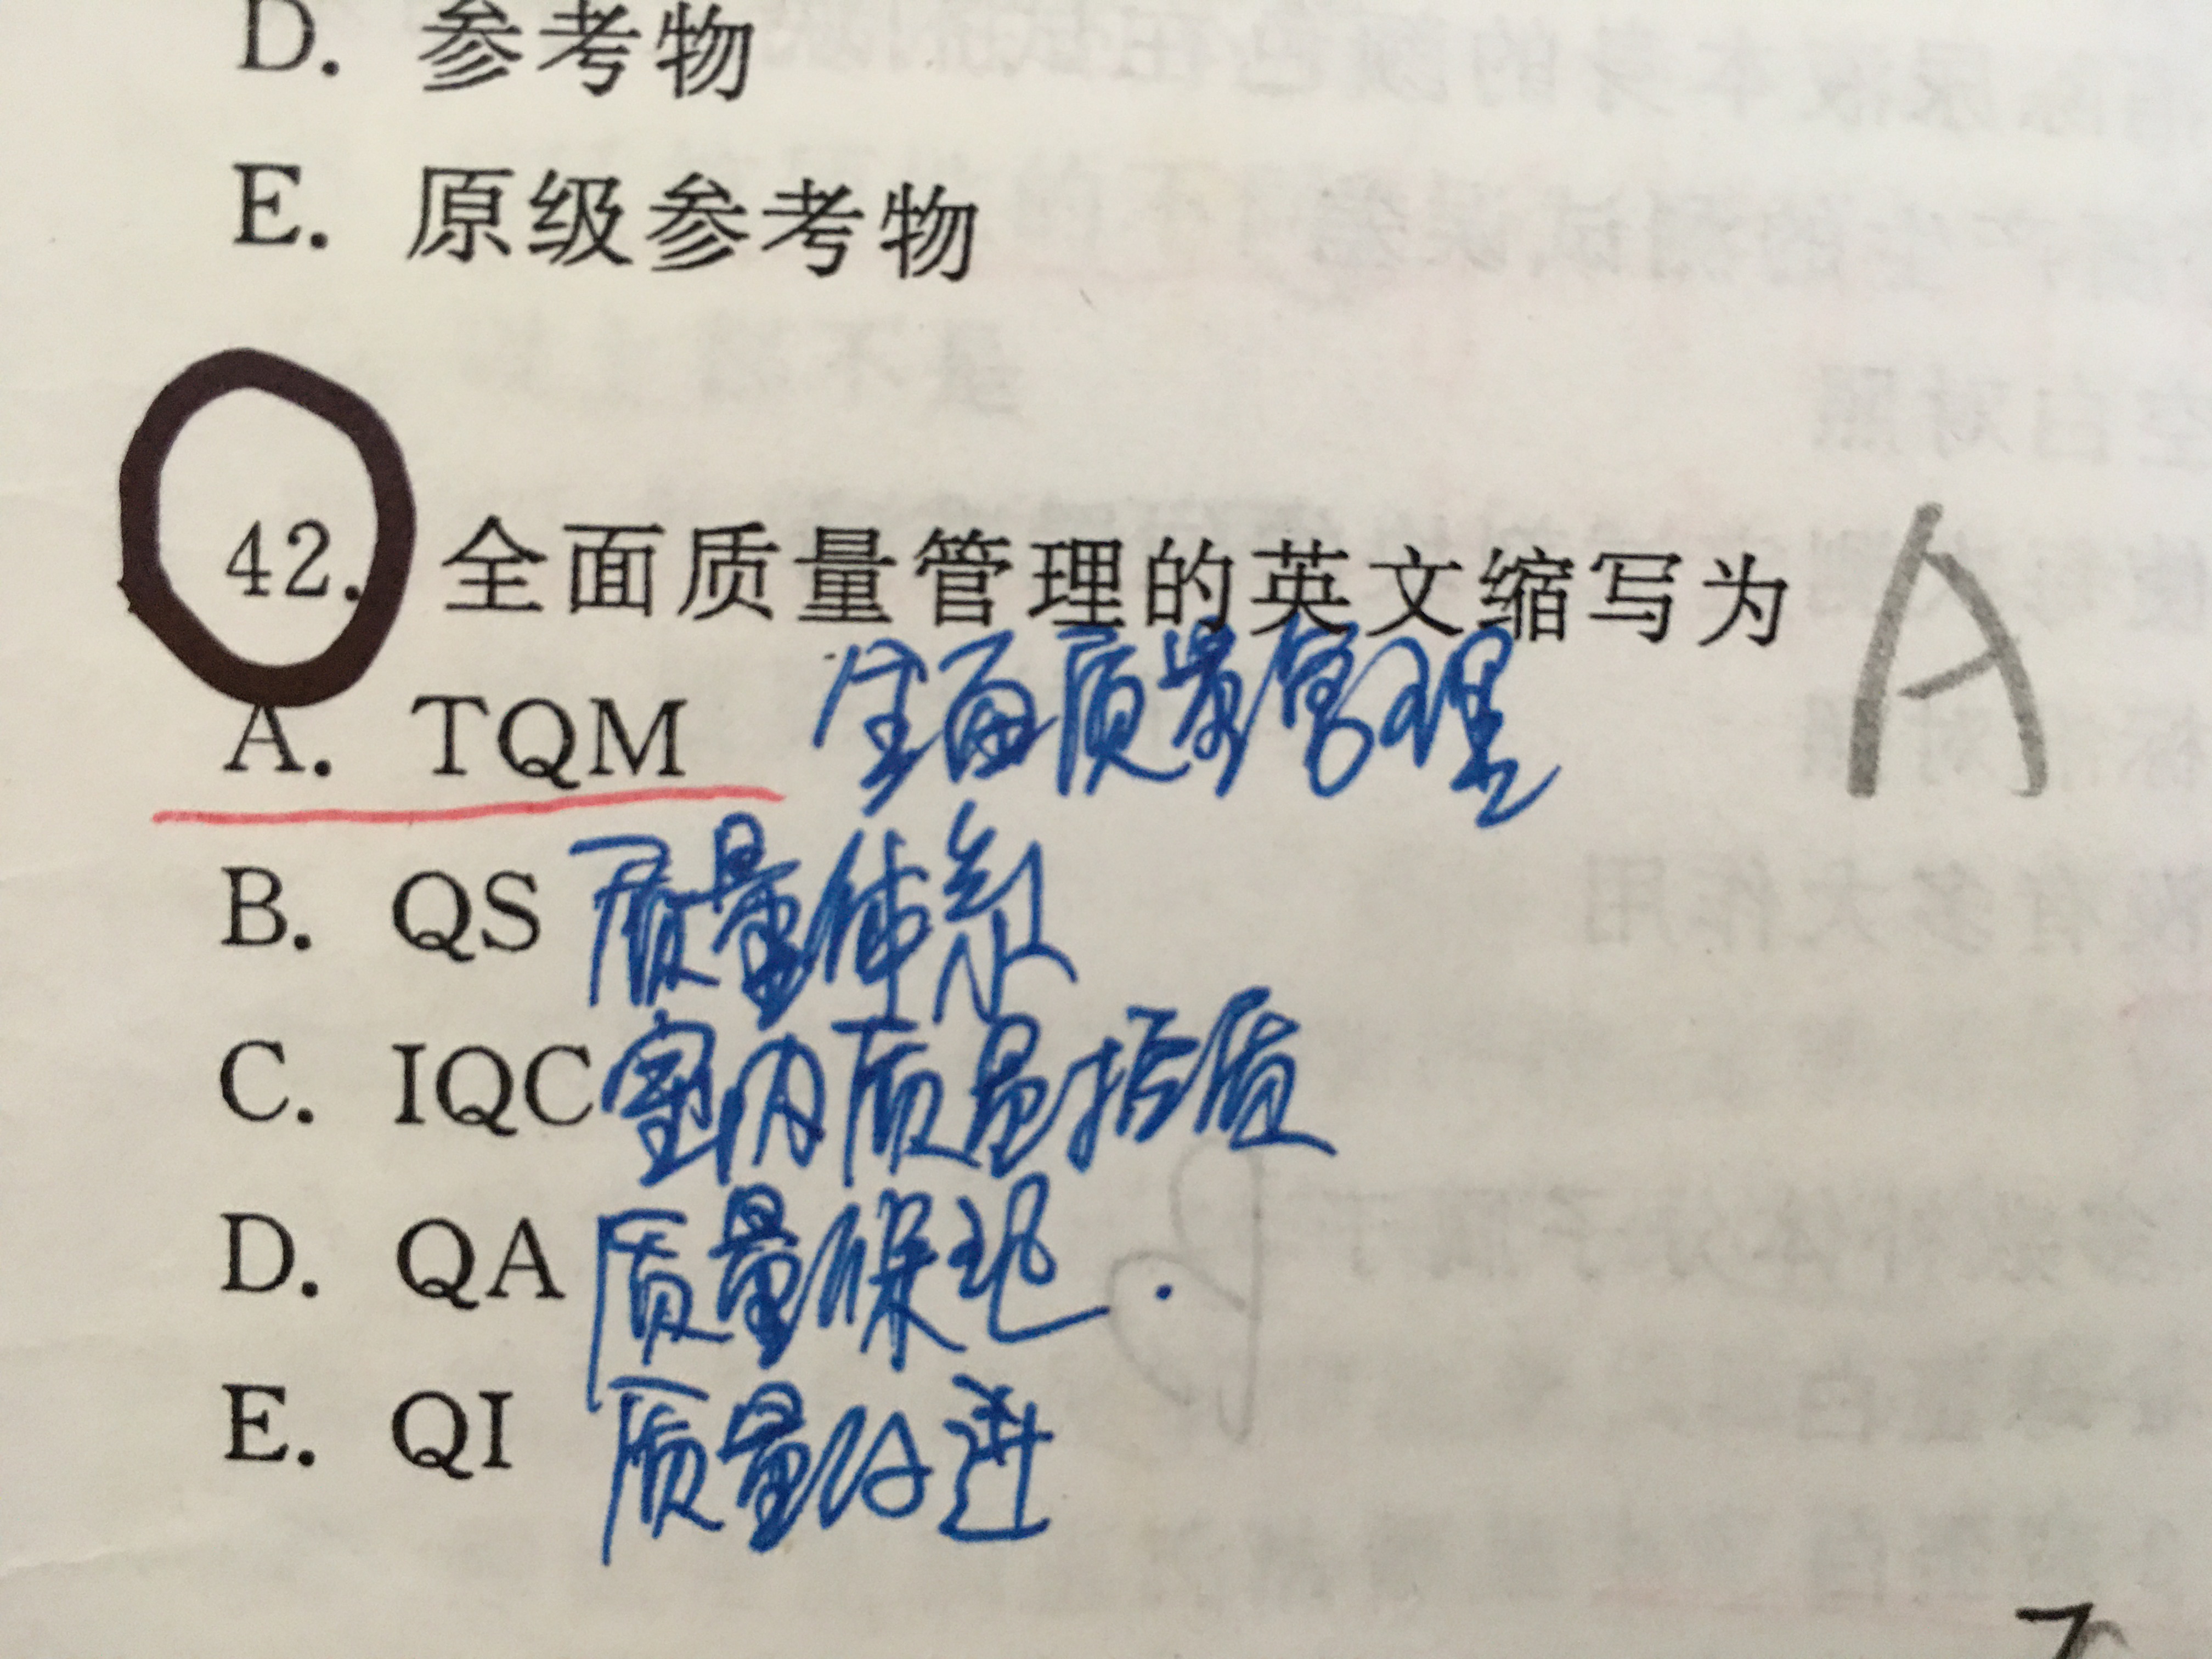 D. 参考物
E. 原级参考物
42. 全面质量管理的英文缩写为 A
A. TQM 全面质量管理
B. QS 质量体系
C. IQC 室内质量控制
D. QA 质量保证.
E. QI 质量改进